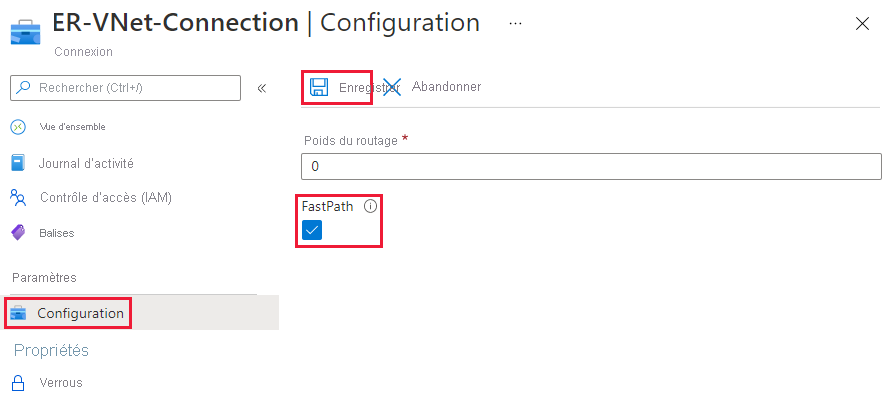 ER-VNet-Connection | Configuration ...
Connexion
Rechercher (Ctrl+/)
«
Enregistrer
Abandonner
Vue d'ensemble
Journal d'activité
Contrôle d'accès (IAM)
Balises
Poids du routage *
0
FastPath
Paramètres
Configuration
Propriétés
Verrous